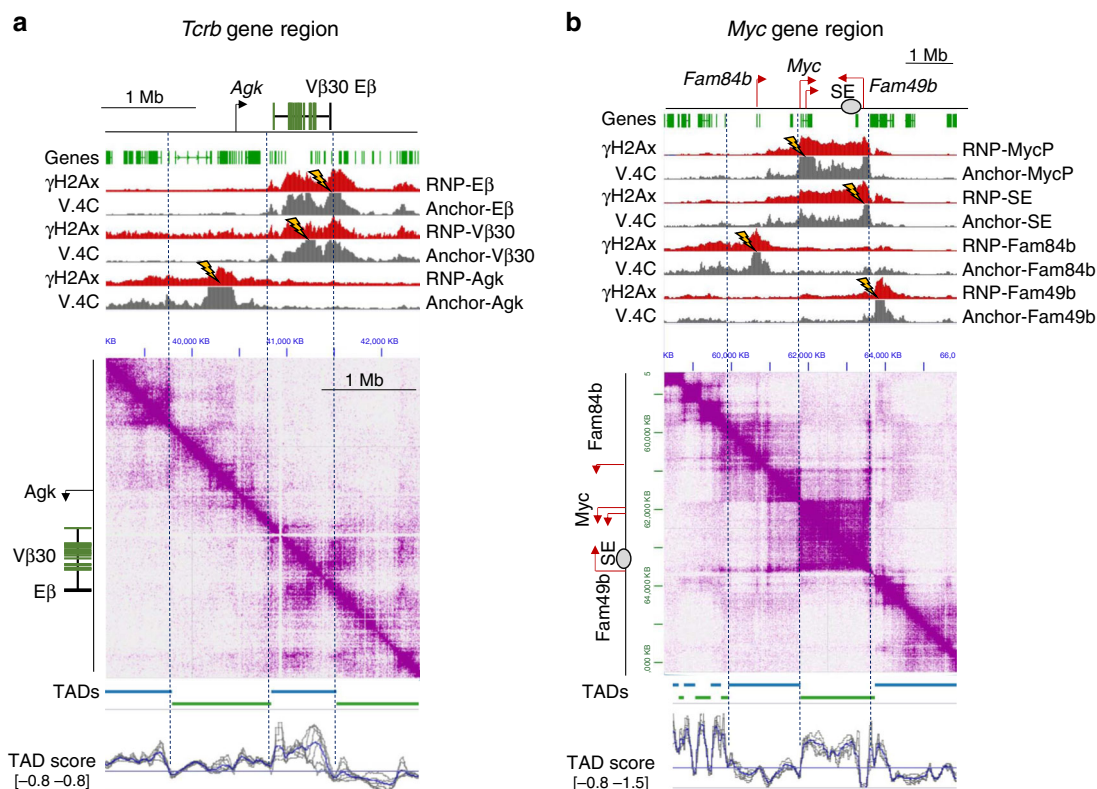 a
Tcrb gene region
1 Mb
Agk
Vβ30 Eβ
Genes
γH2Ax
RNP-Eβ
V.4C
Anchor-Eβ
γH2Ax
RNP-Vβ30
V.4C
Anchor-Vβ30
γH2Ax
RNP-Agk
V.4C
Anchor-Agk
KB
40,000 KB
41,000 KB
42,000 KB
1 Mb
Agk
Vβ30
Eβ
TADs
TAD score
[-0.8 –0.8]
b
Myc gene region
1 Mb
Fam84b
Myc
SE
Fam49b
Genes
γH2Ax
RNP-MycP
V.4C
Anchor-MycP
γH2Ax
RNP-SE
V.4C
Anchor-SE
γH2Ax
RNP-Fam84b
V.4C
Anchor-Fam84b
γH2Ax
RNP-Fam49b
V.4C
Anchor-Fam49b
KB
60,000 KB
62,000 KB
64,000 KB
66,0
5
60,000 KB
62,000 KB
64,000 KB
,000 KB
Fam84b
Myc
SE
Fam49b
TADs
TAD score
[-0.8 –1.5]